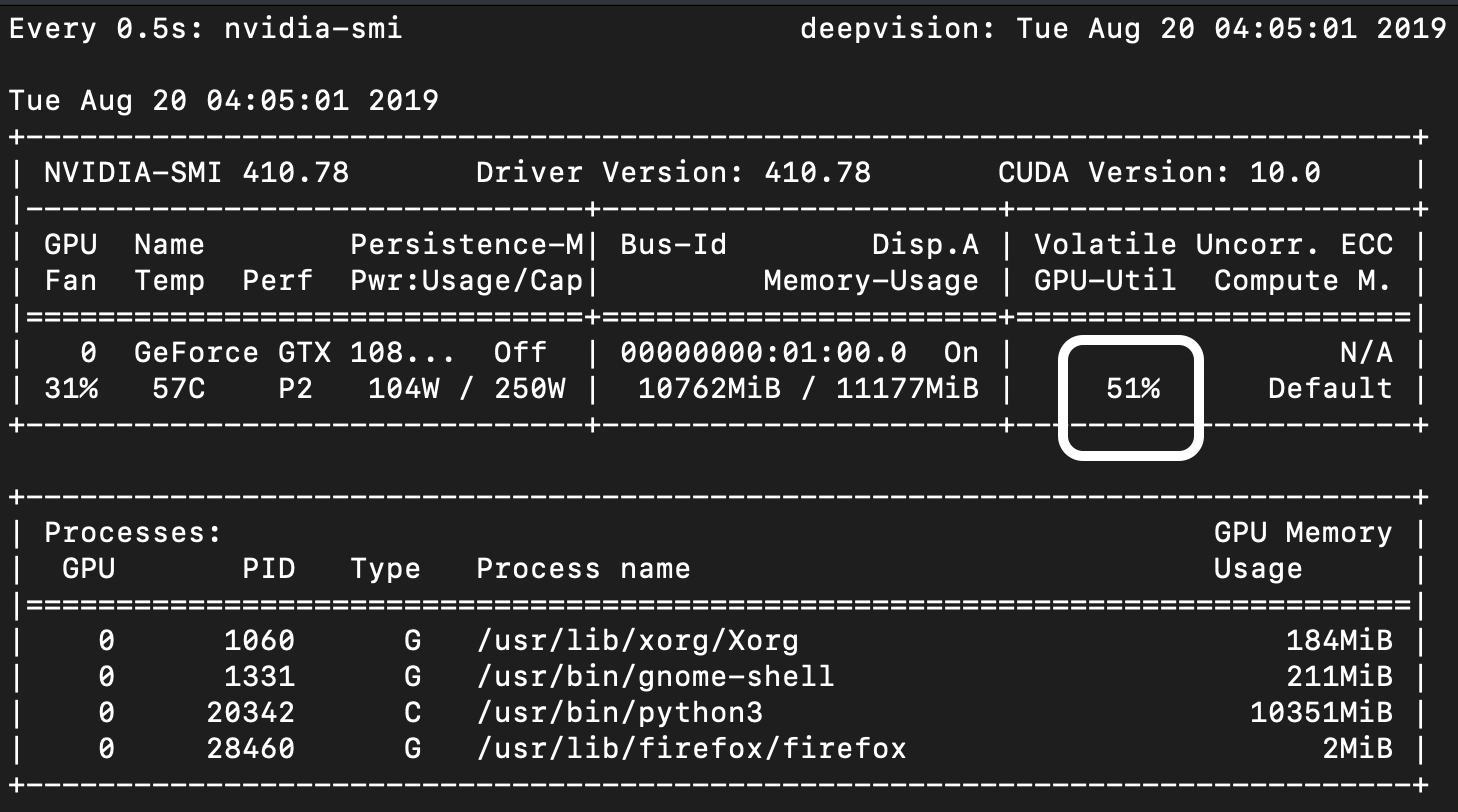 Every 0.5s: nvidia-smi                      deepvision: Tue Aug 20 04:05:01 2019
Tue Aug 20 04:05:01 2019
+-----------------------------------------------------------------------------+
| NVIDIA-SMI 410.78       Driver Version: 410.78       CUDA Version: 10.0     |
|-------------------------------+----------------------+----------------------+
| GPU  Name        Persistence-M| Bus-Id        Disp.A | Volatile Uncorr. ECC |
| Fan  Temp  Perf  Pwr:Usage/Cap|         Memory-Usage | GPU-Util  Compute M. |
|===============================+======================+======================|
|   0  GeForce GTX 108...  Off  | 00000000:01:00.0  On |                  N/A |
| 31%   57C    P2   104W / 250W |  10762MiB / 11177MiB |     51%      Default |
+-------------------------------+----------------------+----------------------+
+-----------------------------------------------------------------------------+
| Processes:                                                       GPU Memory |
|  GPU       PID   Type   Process name                             Usage      |
|=============================================================================|
|    0      1060      G   /usr/lib/xorg/Xorg                           184MiB |
|    0      1331      G   /usr/bin/gnome-shell                         211MiB |
|    0     20342      C   /usr/bin/python3                           10351MiB |
|    0     28460      G   /usr/lib/firefox/firefox                       2MiB |
+-----------------------------------------------------------------------------+